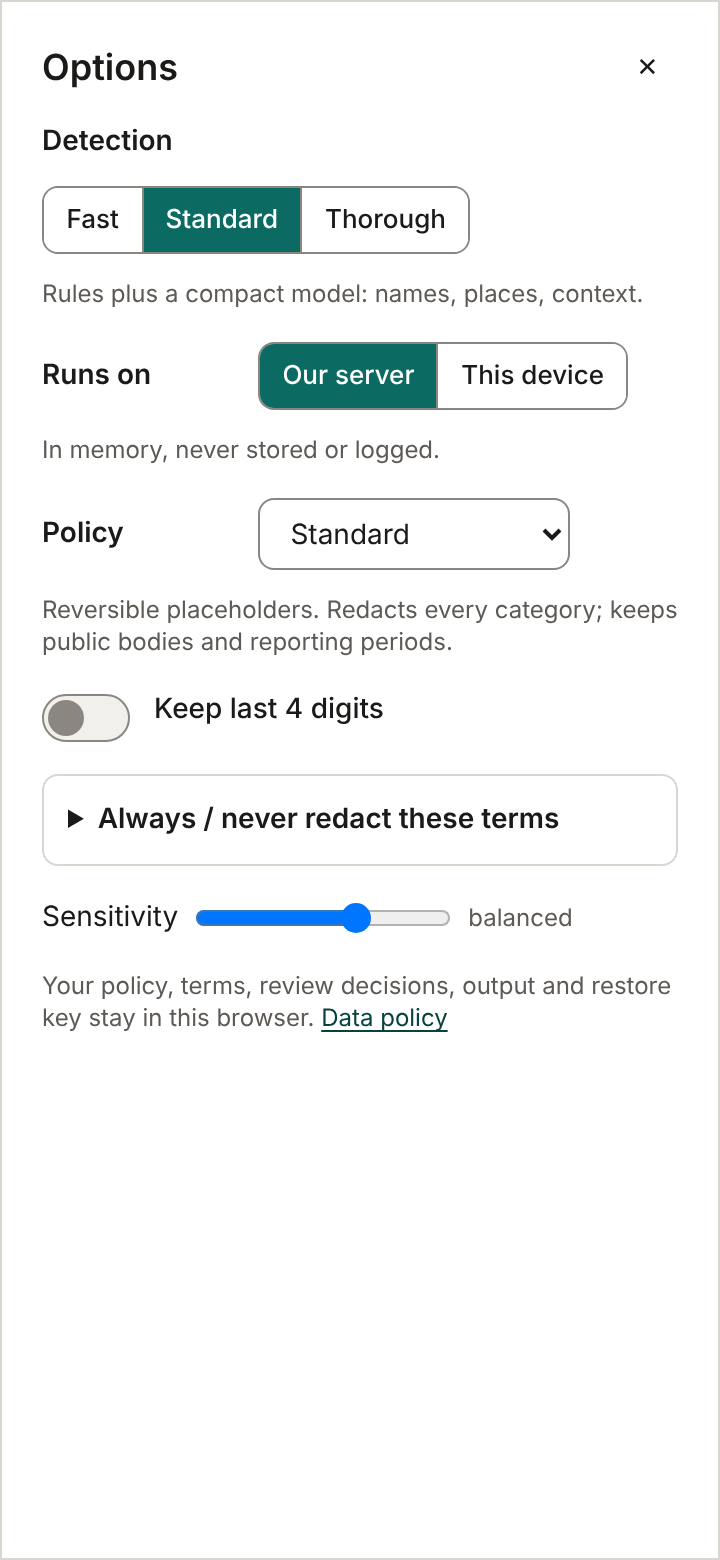 Options ✕
Detection
Fast Standard Thorough
Rules plus a compact model: names, places, context.
Runs on Our server This device
In memory, never stored or logged.
Policy Standard
Reversible placeholders. Redacts every category; keeps
public bodies and reporting periods.
Keep last 4 digits
Always / never redact these terms
Sensitivity balanced
Your policy, terms, review decisions, output and restore
key stay in this browser. Data policy